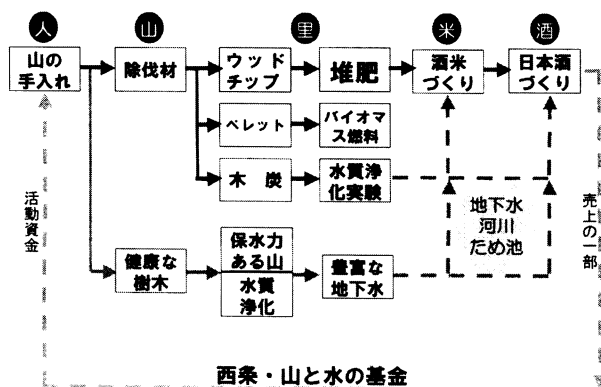 人
山
里
米
酒
山の
手入れ
除伐材
ウッド
チップ
堆肥
酒米
づくり
日本酒
づくり
ペレット
バイオマ
ス燃料
木 炭
水質浄
化実験
活動資金
地下水
河川
ため池
売上の一部
健康な
樹木
保水力
ある山
水質
浄化
豊富な
地下水
西条・山と水の基金